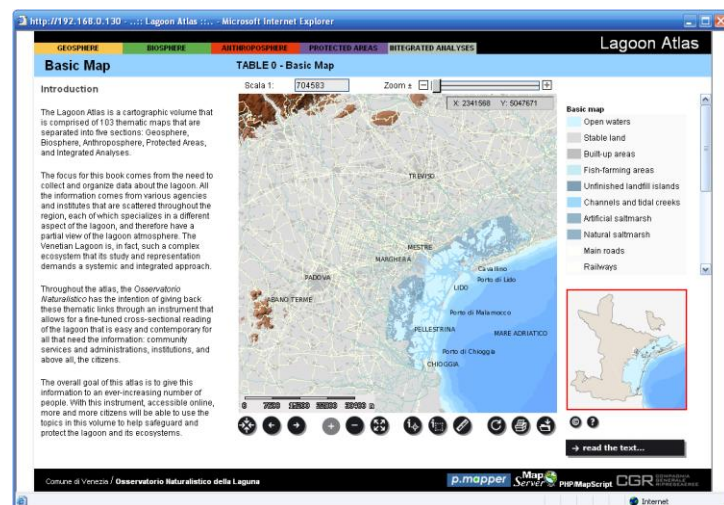 http://192.168.0.130 - ..:: Lagoon Atlas ::.. - Microsoft Internet Explorer
GEOSPHERE BIOSPHERE ANTHROPOSPHERE PROTECTED AREAS INTEGRATED ANALYSES Lagoon Atlas
Basic Map TABLE 0 - Basic Map
Introduction
The Lagoon Atlas is a cartographic volume that
is comprised of 103 thematic maps that are
separated into five sections: Geosphere,
Biosphere, Anthroposphere, Protected Areas,
and Integrated Analyses.
The focus for this book comes from the need to
collect and organize data about the lagoon. All
the information comes from various agencies
and institutes that are scattered throughout the
region, each of which specializes in a different
aspect of the lagoon, and therefore have a
partial view of the lagoon atmosphere. The
Venetian Lagoon is, in fact, such a complex
ecosystem that its study and representation
demands a systemic and integrated approach.
Throughout the atlas, the Osservatorio
Naturalistico has the intention of giving back
these thematic links through an instrument that
allows for a fine-tuned cross-sectional reading
of the lagoon that is easy and contemporary for
all that need the information: community
services and administrations, institutions, and
above all, the citizens.
The overall goal of this atlas is to give this
information to an ever-increasing number of
people. With this instrument, accessible online,
more and more citizens will be able to use the
topics in this volume to help safeguard and
protect the lagoon and its ecosystems.
Scala 1: 704583 Zoom ±
X: 2341568 Y: 5047671
TREVISO
MESTRE
MARGHERA
Cavallino
PADOVA
Porto di Lido
LIDO
ABANO TERME
Porto di Malamocco
PELLESTRINA
MARE ADRIATICO
Porto di Chioggia
CHIOGGIA
Basic map
Open waters
Stable land
Built-up areas
Fish-farming areas
Unfinished landfill islands
Channels and tidal creeks
Artificial saltmarsh
Natural saltmarsh
Main roads
Railways
→ read the text...
Comune di Venezia / Osservatorio Naturalistico della Laguna
p.mapper Map Server PHP/MapScript CGR
Internet